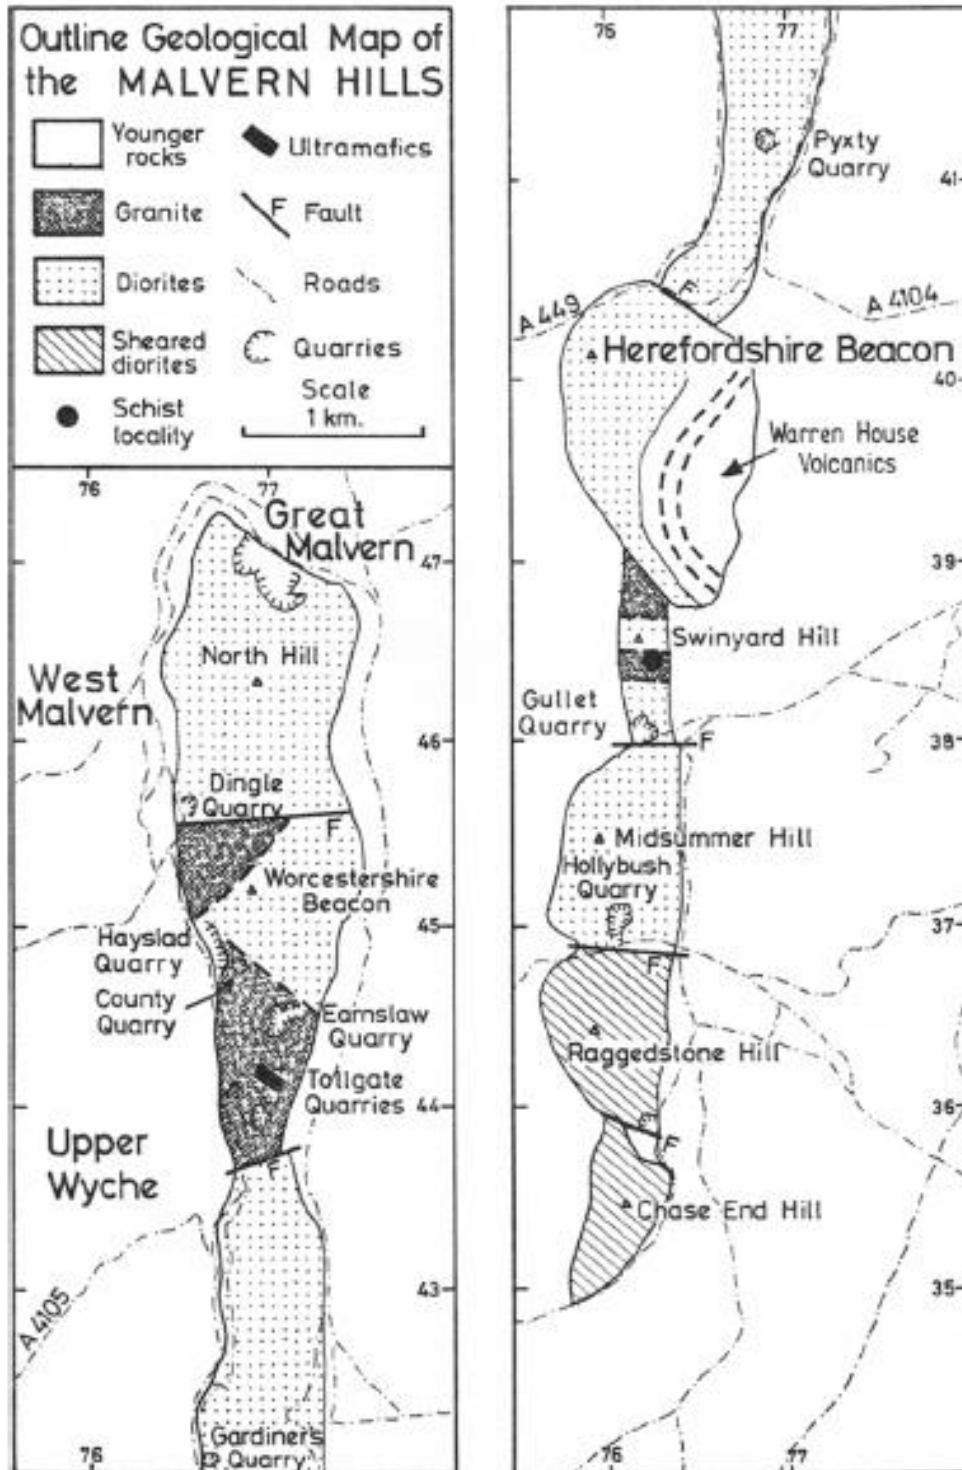 Outline Geological Map of
the MALVERN HILLS
Younger
rocks
Ultramafics
Granite
F
Fault
Diorites
Roads
Sheared
diorites
Quarries
Schist
locality
Scale
1 km.
76
77
Great
Malvern
47
North Hill
West
Malvern
46
Dingle
Quarry
F
Worcestershire
Beacon
45
Hayslad
Quarry
County
Quarry
Earnslaw
Quarry
Tollgate
Quarries
44
Upper
Wyche
F
43
A 4105
Gardiner's
Quarry
76
76
77
Pyxty
Quarry
41
F
A 449
A 4104
Herefordshire Beacon
40
Warren House
Volcanics
39
Swinyard Hill
Gullet
Quarry
F
38
Midsummer Hill
Hollybush
Quarry
37
F
Raggedstone Hill
36
F
Chase End Hill
35
76
77